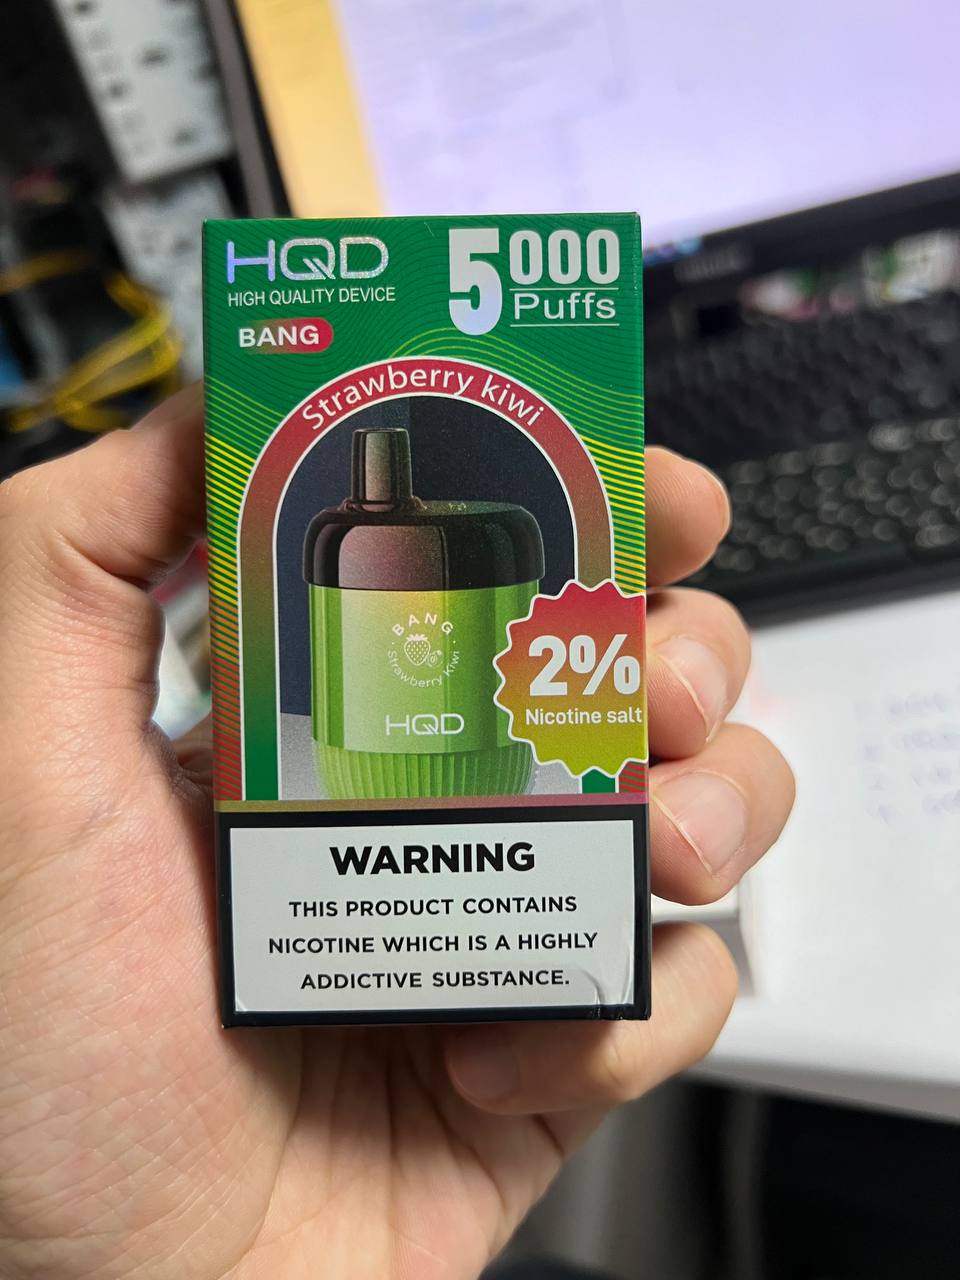 HQD
HIGH QUALITY DEVICE
BANG
5000
Puffs
Strawberry kiwi
BANG
Strawberry Kiwi
HQD
2%
Nicotine salt
WARNING
THIS PRODUCT CONTAINS
NICOTINE WHICH IS A HIGHLY
ADDICTIVE SUBSTANCE.